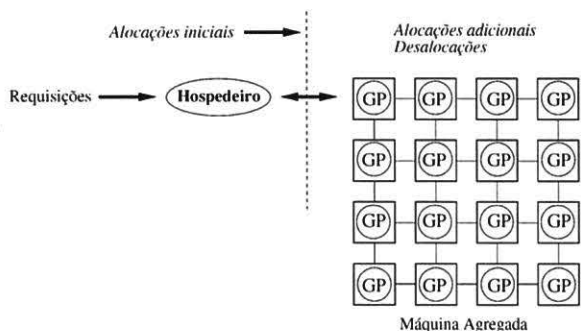 Alocações iniciais
Alocações adicionais
Desalocações
Requisições
Hospedeiro
GP GP GP GP
GP GP GP GP
GP GP GP GP
GP GP GP GP
Máquina Agregada